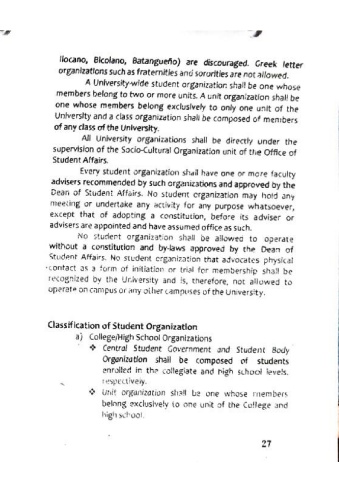 Ilocano, Bicolano, Batangueño) are discouraged. Greek letter
organizations such as fraternities and sororities are not allowed.
A University-wide student organization shall be one whose
members belong to two or more units. A unit organization shall be
one whose members belong exclusively to only one unit of the
University and a class organization shall be composed of members
of any class of the University.
All University organizations shall be directly under the
supervision of the Socio-Cultural Organization unit of the Office of
Student Affairs.
Every student organization shall have one or more faculty
advisers recommended by such organizations and approved by the
Dean of Student Affairs. No student organization may hold any
meeting or undertake any activity for any purpose whatsoever,
except that of adopting a constitution, before its adviser or
advisers are appointed and have assumed office as such.
No student organization shall be allowed to operate
without a constitution and by-laws approved by the Dean of
Student Affairs. No student organization that advocates physical
contact as a form of initiation or trial for membership shall be
recognized by the University and is, therefore, not allowed to
operate on campus or any other campuses of the University.
Classification of Student Organization
a) College/High School Organizations
❖ Central Student Government and Student Body
Organization shall be composed of students
enrolled in the collegiate and high school levels,
respectively.
❖ Unit organization shall be one whose members
belong exclusively to one unit of the College and
high school.
27